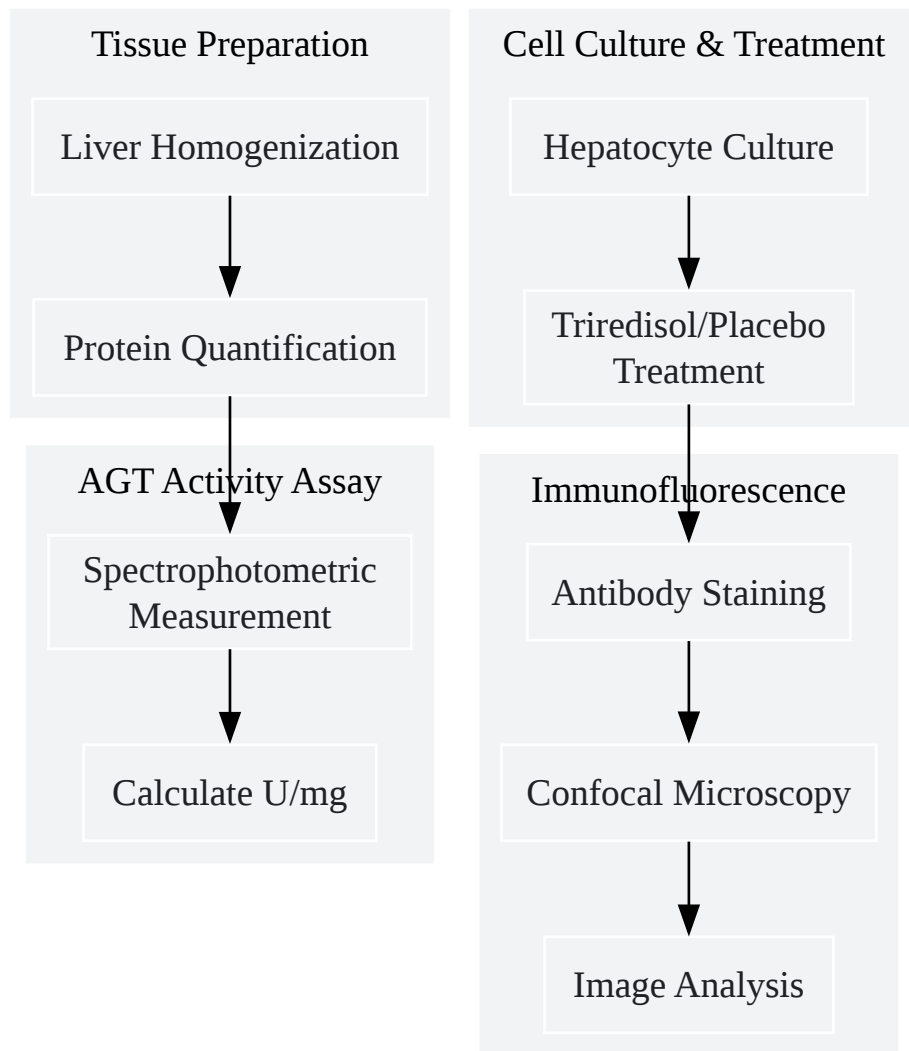 Tissue Preparation
Liver Homogenization
Protein Quantification
AGT Activity Assay
Spectrophotometric
Measurement
Calculate U/mg
Cell Culture & Treatment
Hepatocyte Culture
Triredisol/Placebo
Treatment
Immunofluorescence
Antibody Staining
Confocal Microscopy
Image Analysis